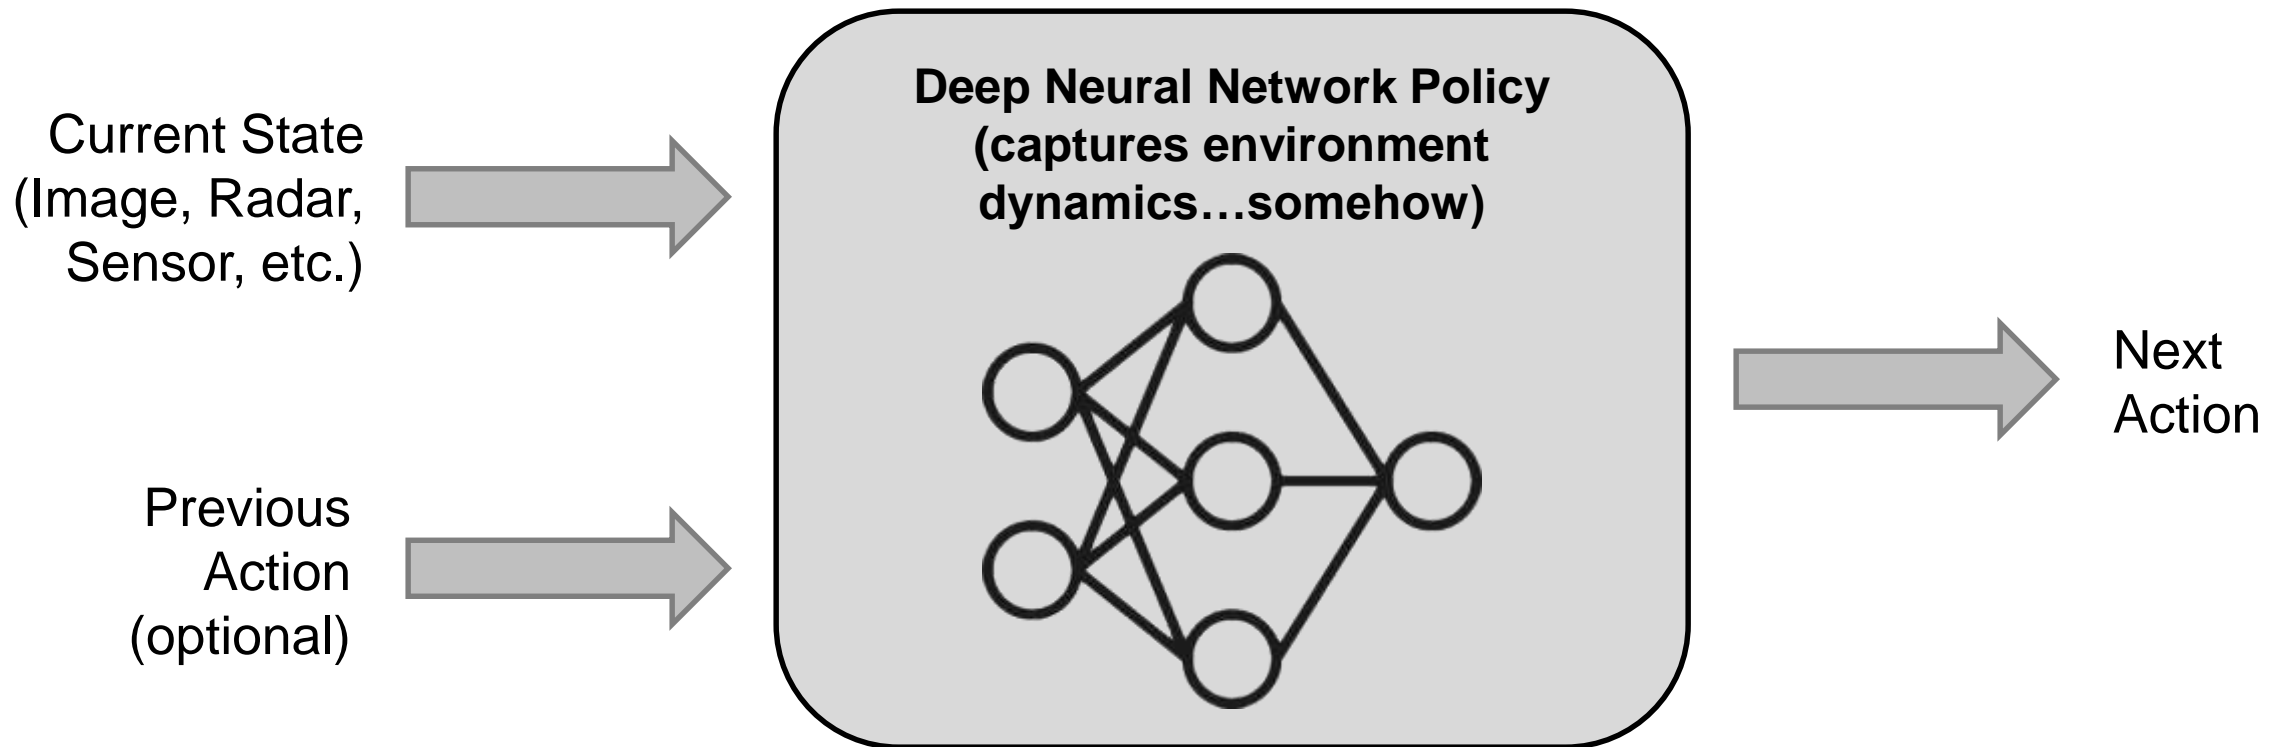 Current State
(Image, Radar,
Sensor, etc.)
Previous
Action
(optional)
Deep Neural Network Policy
(captures environment
dynamics…somehow)
Next
Action